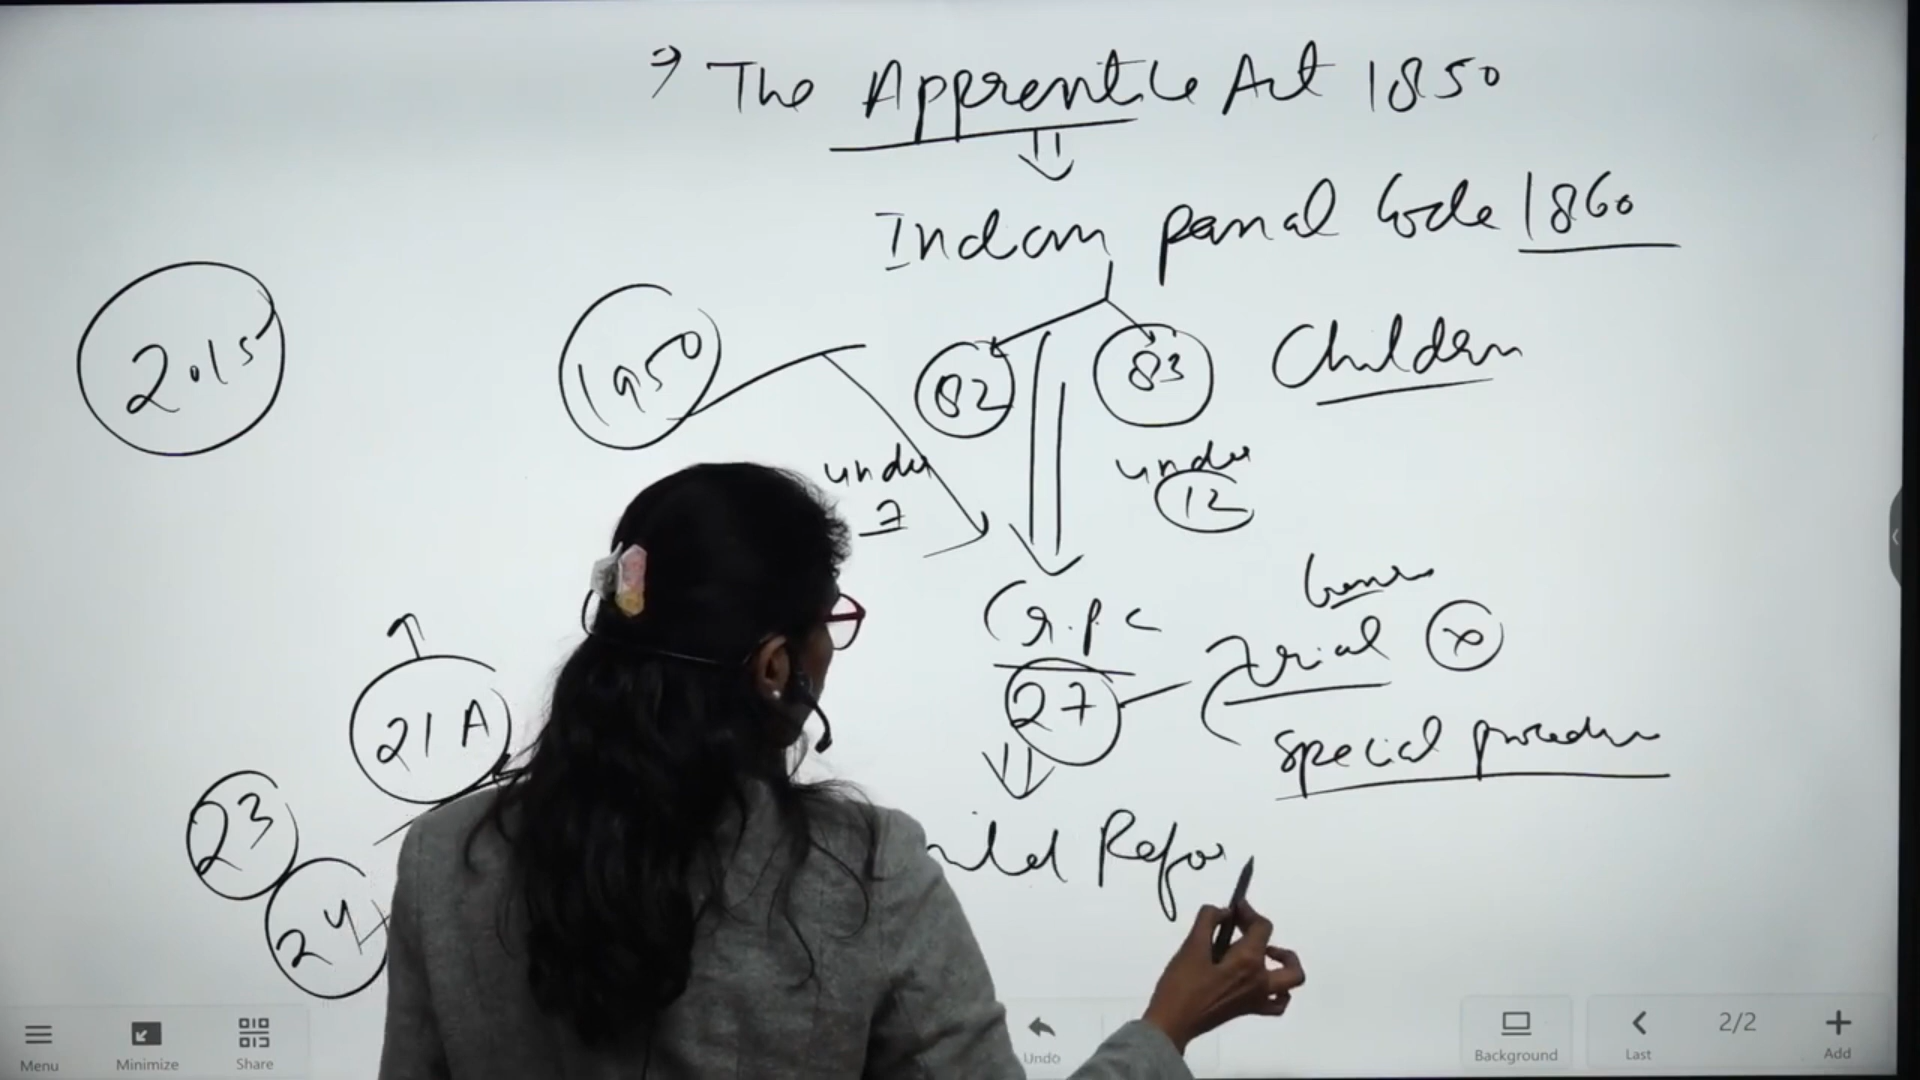 The Apprentice Act 1850
Indian penal Code 1860
2015
1950
82
83
Children
under
7
under
12
Cr.p.c
Trial
27
special procedure
21A
23
24
Refo
Menu
Minimize
Share
Undo
Background
Last
2/2
Add